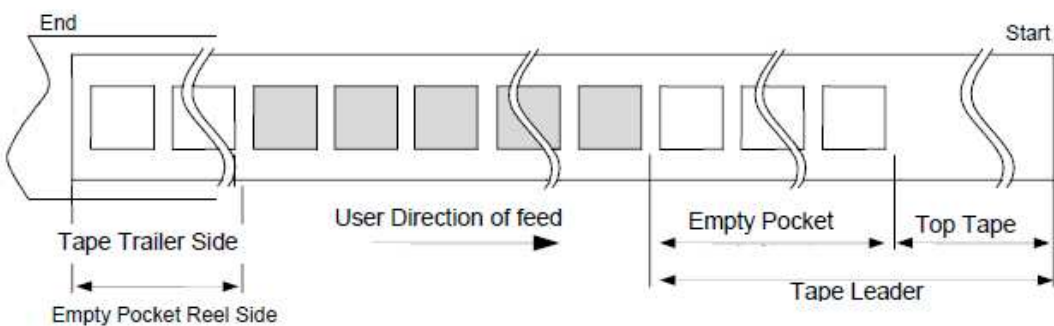 End
Start
User Direction of feed
Empty Pocket
Top Tape
Tape Trailer Side
Tape Leader
Empty Pocket Reel Side